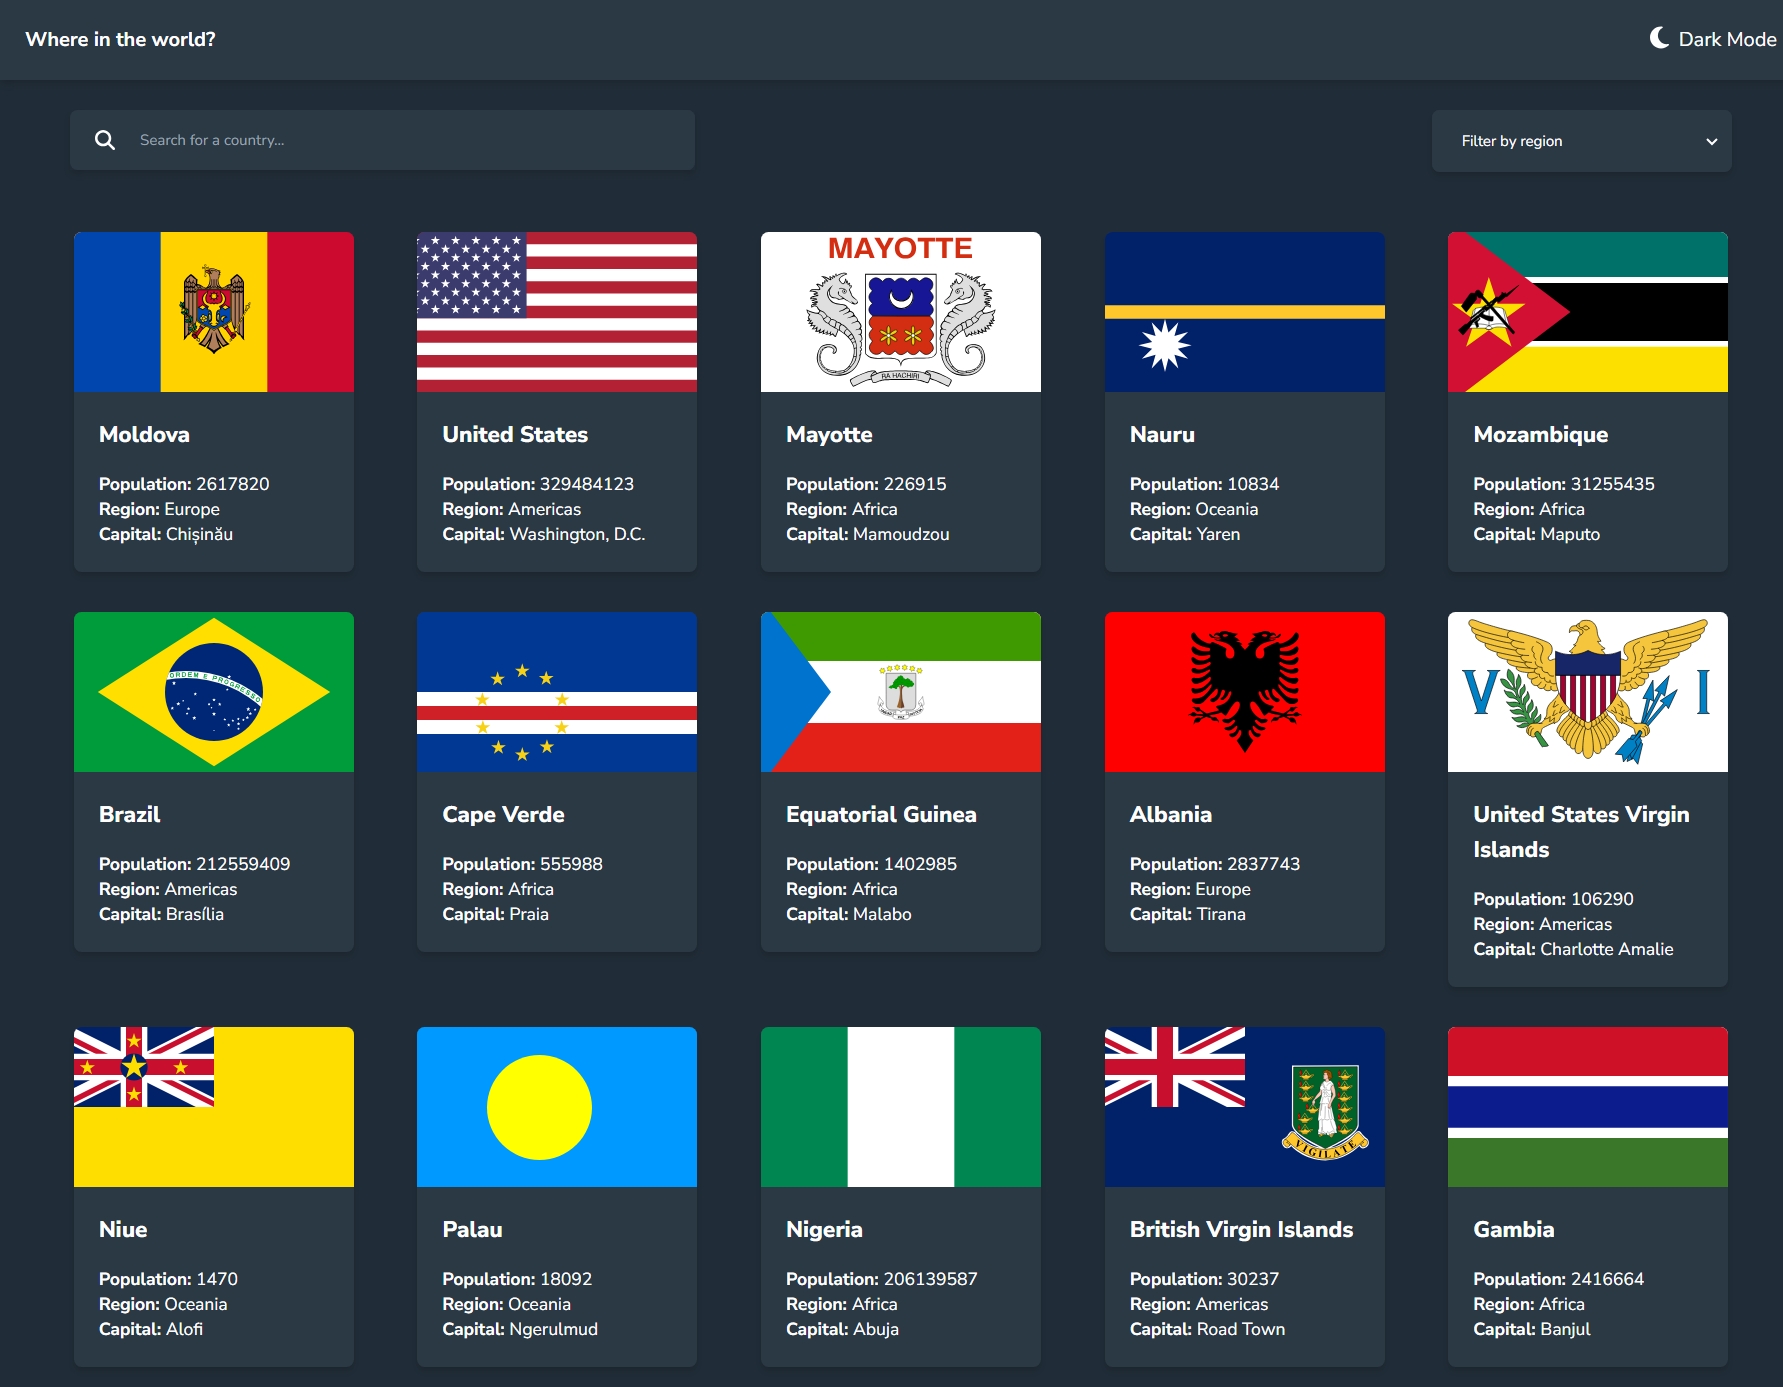 Where in the world?
Dark Mode
Search for a country...
Filter by region
MAYOTTE
RA HACHIRI
Moldova
Population: 2617820
Region: Europe
Capital: Chișinău
United States
Population: 329484123
Region: Americas
Capital: Washington, D.C.
Mayotte
Population: 226915
Region: Africa
Capital: Mamoudzou
Nauru
Population: 10834
Region: Oceania
Capital: Yaren
Mozambique
Population: 31255435
Region: Africa
Capital: Maputo
ORDEM E PROGRESSO
V I
Brazil
Population: 212559409
Region: Americas
Capital: Brasília
Cape Verde
Population: 555988
Region: Africa
Capital: Praia
Equatorial Guinea
Population: 1402985
Region: Africa
Capital: Malabo
Albania
Population: 2837743
Region: Europe
Capital: Tirana
United States Virgin
Islands
Population: 106290
Region: Americas
Capital: Charlotte Amalie
VIGILATE
Niue
Population: 1470
Region: Oceania
Capital: Alofi
Palau
Population: 18092
Region: Oceania
Capital: Ngerulmud
Nigeria
Population: 206139587
Region: Africa
Capital: Abuja
British Virgin Islands
Population: 30237
Region: Americas
Capital: Road Town
Gambia
Population: 2416664
Region: Africa
Capital: Banjul